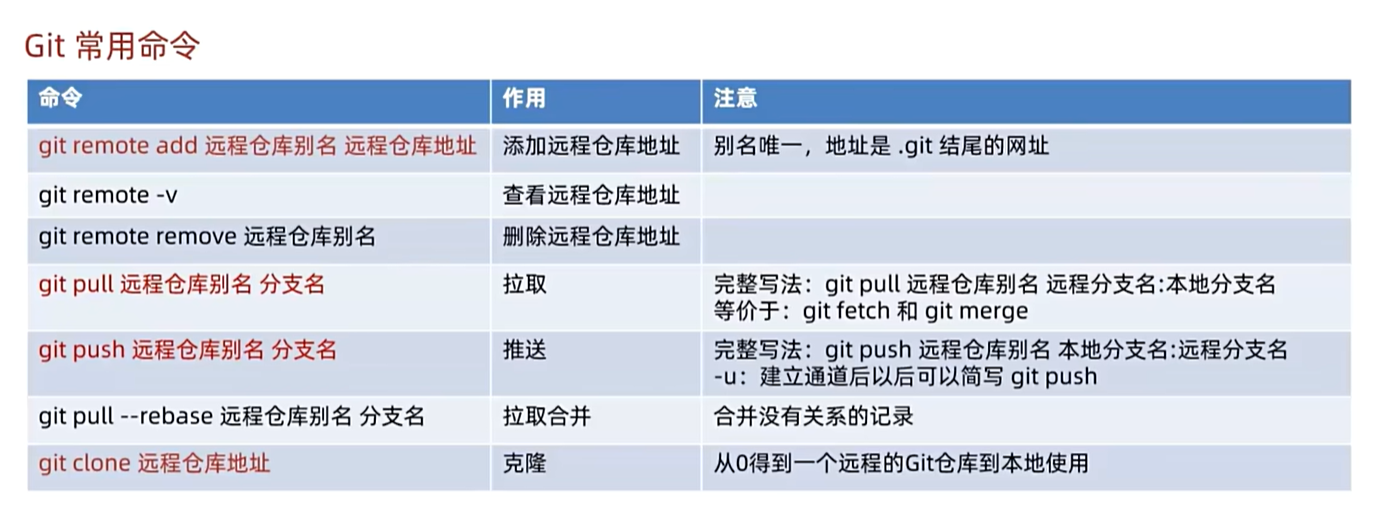 Git 常用命令
命令 作用 注意
git remote add 远程仓库别名 远程仓库地址 添加远程仓库地址 别名唯一，地址是 .git 结尾的网址
git remote -v 查看远程仓库地址
git remote remove 远程仓库别名 删除远程仓库地址
git pull 远程仓库别名 分支名 拉取 完整写法：git pull 远程仓库别名 远程分支名:本地分支名
等价于：git fetch 和 git merge
git push 远程仓库别名 分支名 推送 完整写法：git push 远程仓库别名 本地分支名:远程分支名
-u：建立通道后以后可以简写 git push
git pull --rebase 远程仓库别名 分支名 拉取合并 合并没有关系的记录
git clone 远程仓库地址 克隆 从0得到一个远程的Git仓库到本地使用